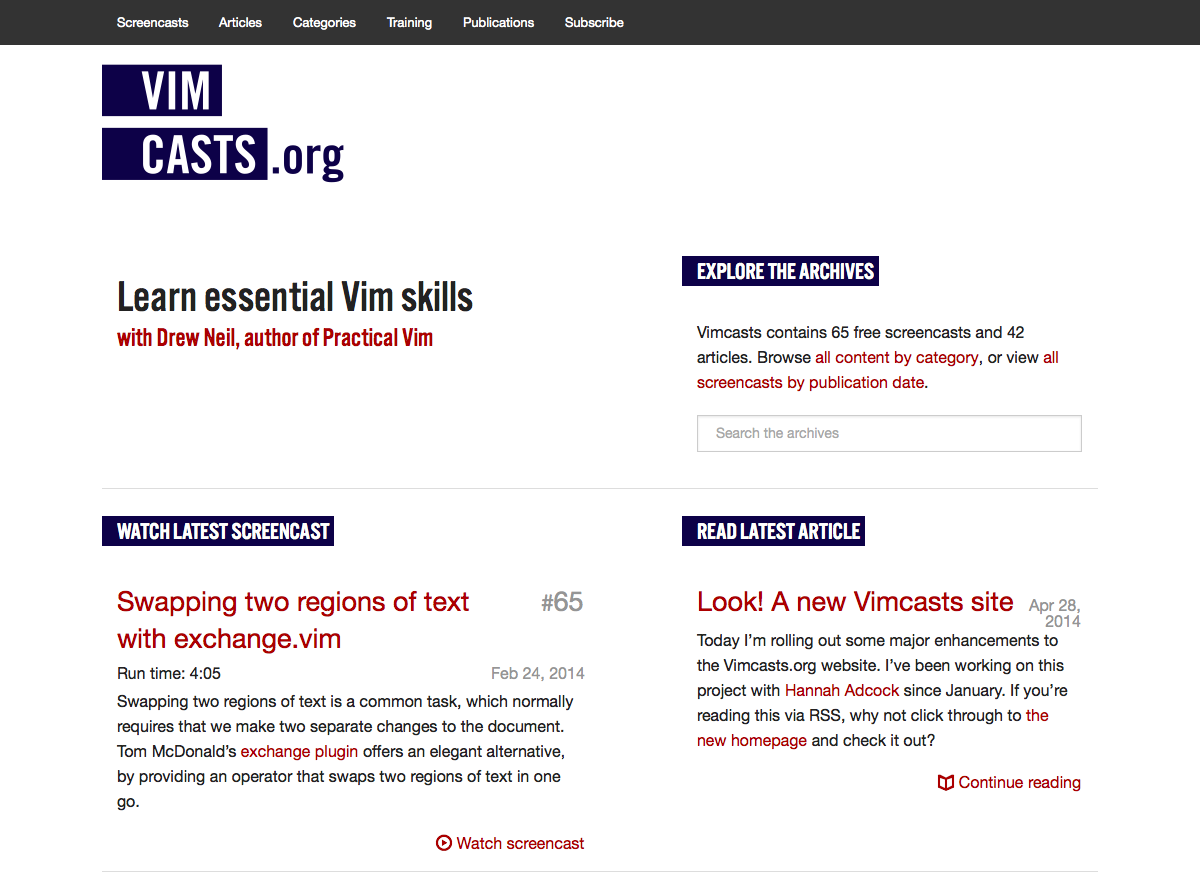 Screencasts Articles Categories Training Publications Subscribe
VIM
CASTS.org
Learn essential Vim skills
with Drew Neil, author of Practical Vim
EXPLORE THE ARCHIVES
Vimcasts contains 65 free screencasts and 42
articles. Browse all content by category, or view all
screencasts by publication date.
Search the archives
WATCH LATEST SCREENCAST
Swapping two regions of text #65
with exchange.vim
Run time: 4:05 Feb 24, 2014
Swapping two regions of text is a common task, which normally
requires that we make two separate changes to the document.
Tom McDonald’s exchange plugin offers an elegant alternative,
by providing an operator that swaps two regions of text in one
go.
Watch screencast
READ LATEST ARTICLE
Look! A new Vimcasts site Apr 28,
2014
Today I’m rolling out some major enhancements to
the Vimcasts.org website. I’ve been working on this
project with Hannah Adcock since January. If you’re
reading this via RSS, why not click through to the
new homepage and check it out?
Continue reading